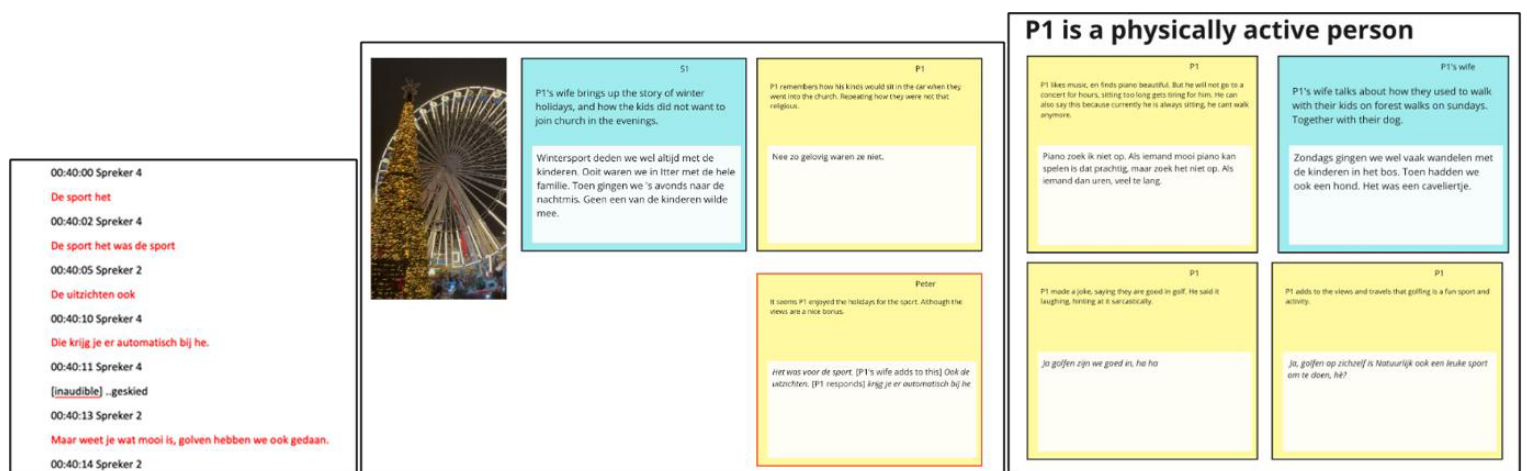 00:40:00 Spreker 4
De sport het
00:40:02 Spreker 4
De sport het was de sport
00:40:05 Spreker 2
De uitzichten ook
00:40:10 Spreker 4
Die krijg je er automatisch bij he.
00:40:11 Spreker 4
[inaudible] ..geskied
00:40:13 Spreker 2
Maar weet je wat mooi is, golven hebben we ook gedaan.
00:40:14 Spreker 2
S1
P1's wife brings up the story of winter
holidays, and how the kids did not want to
join church in the evenings.
Wintersport deden we wel altijd met de
kinderen. Ooit waren we in Itter met de hele
familie. Toen gingen we 's avonds naar de
nachtmis. Geen een van de kinderen wilde
mee.
P1
P1 remembers how his kinds would sit in the car when they
went into the church. Repeating how they were not that
religious.
Nee zo gelovig waren ze niet.
Peter
It seems P1 enjoyed the holidays for the sport. Although the
views are a nice bonus.
Het was voor de sport. [P1's wife adds to this] Ook de
uitzichten. [P1 responds] krijg je er automatisch bij he
P1 is a physically active person
P1
P1 likes music, en finds piano beautiful. But he will not go to a
concert for hours, sitting too long gets tiring for him. He can
also say this because currently he is always sitting, he cant walk
anymore.
Piano zoek ik niet op. Als iemand mooi piano kan
spelen is dat prachtig, maar zoek het niet op. Als
iemand dan uren, veel te lang.
P1's wife
P1's wife talks about how they used to walk
with their kids on forest walks on sundays.
Together with their dog.
Zondags gingen we wel vaak wandelen met
de kinderen in het bos. Toen hadden we
ook een hond. Het was een caveliertje.
P1
P1 made a joke, saying they are goed in golf. He said it
laughing, hinting at it sarcastically.
Ja golfen zijn we goed in, ha ha
P1
P1 adds to the views and travels that golfing is a fun sport and
activity.
Ja, golfen op zichzelf is Natuurlijk ook een leuke sport
om te doen, hè?